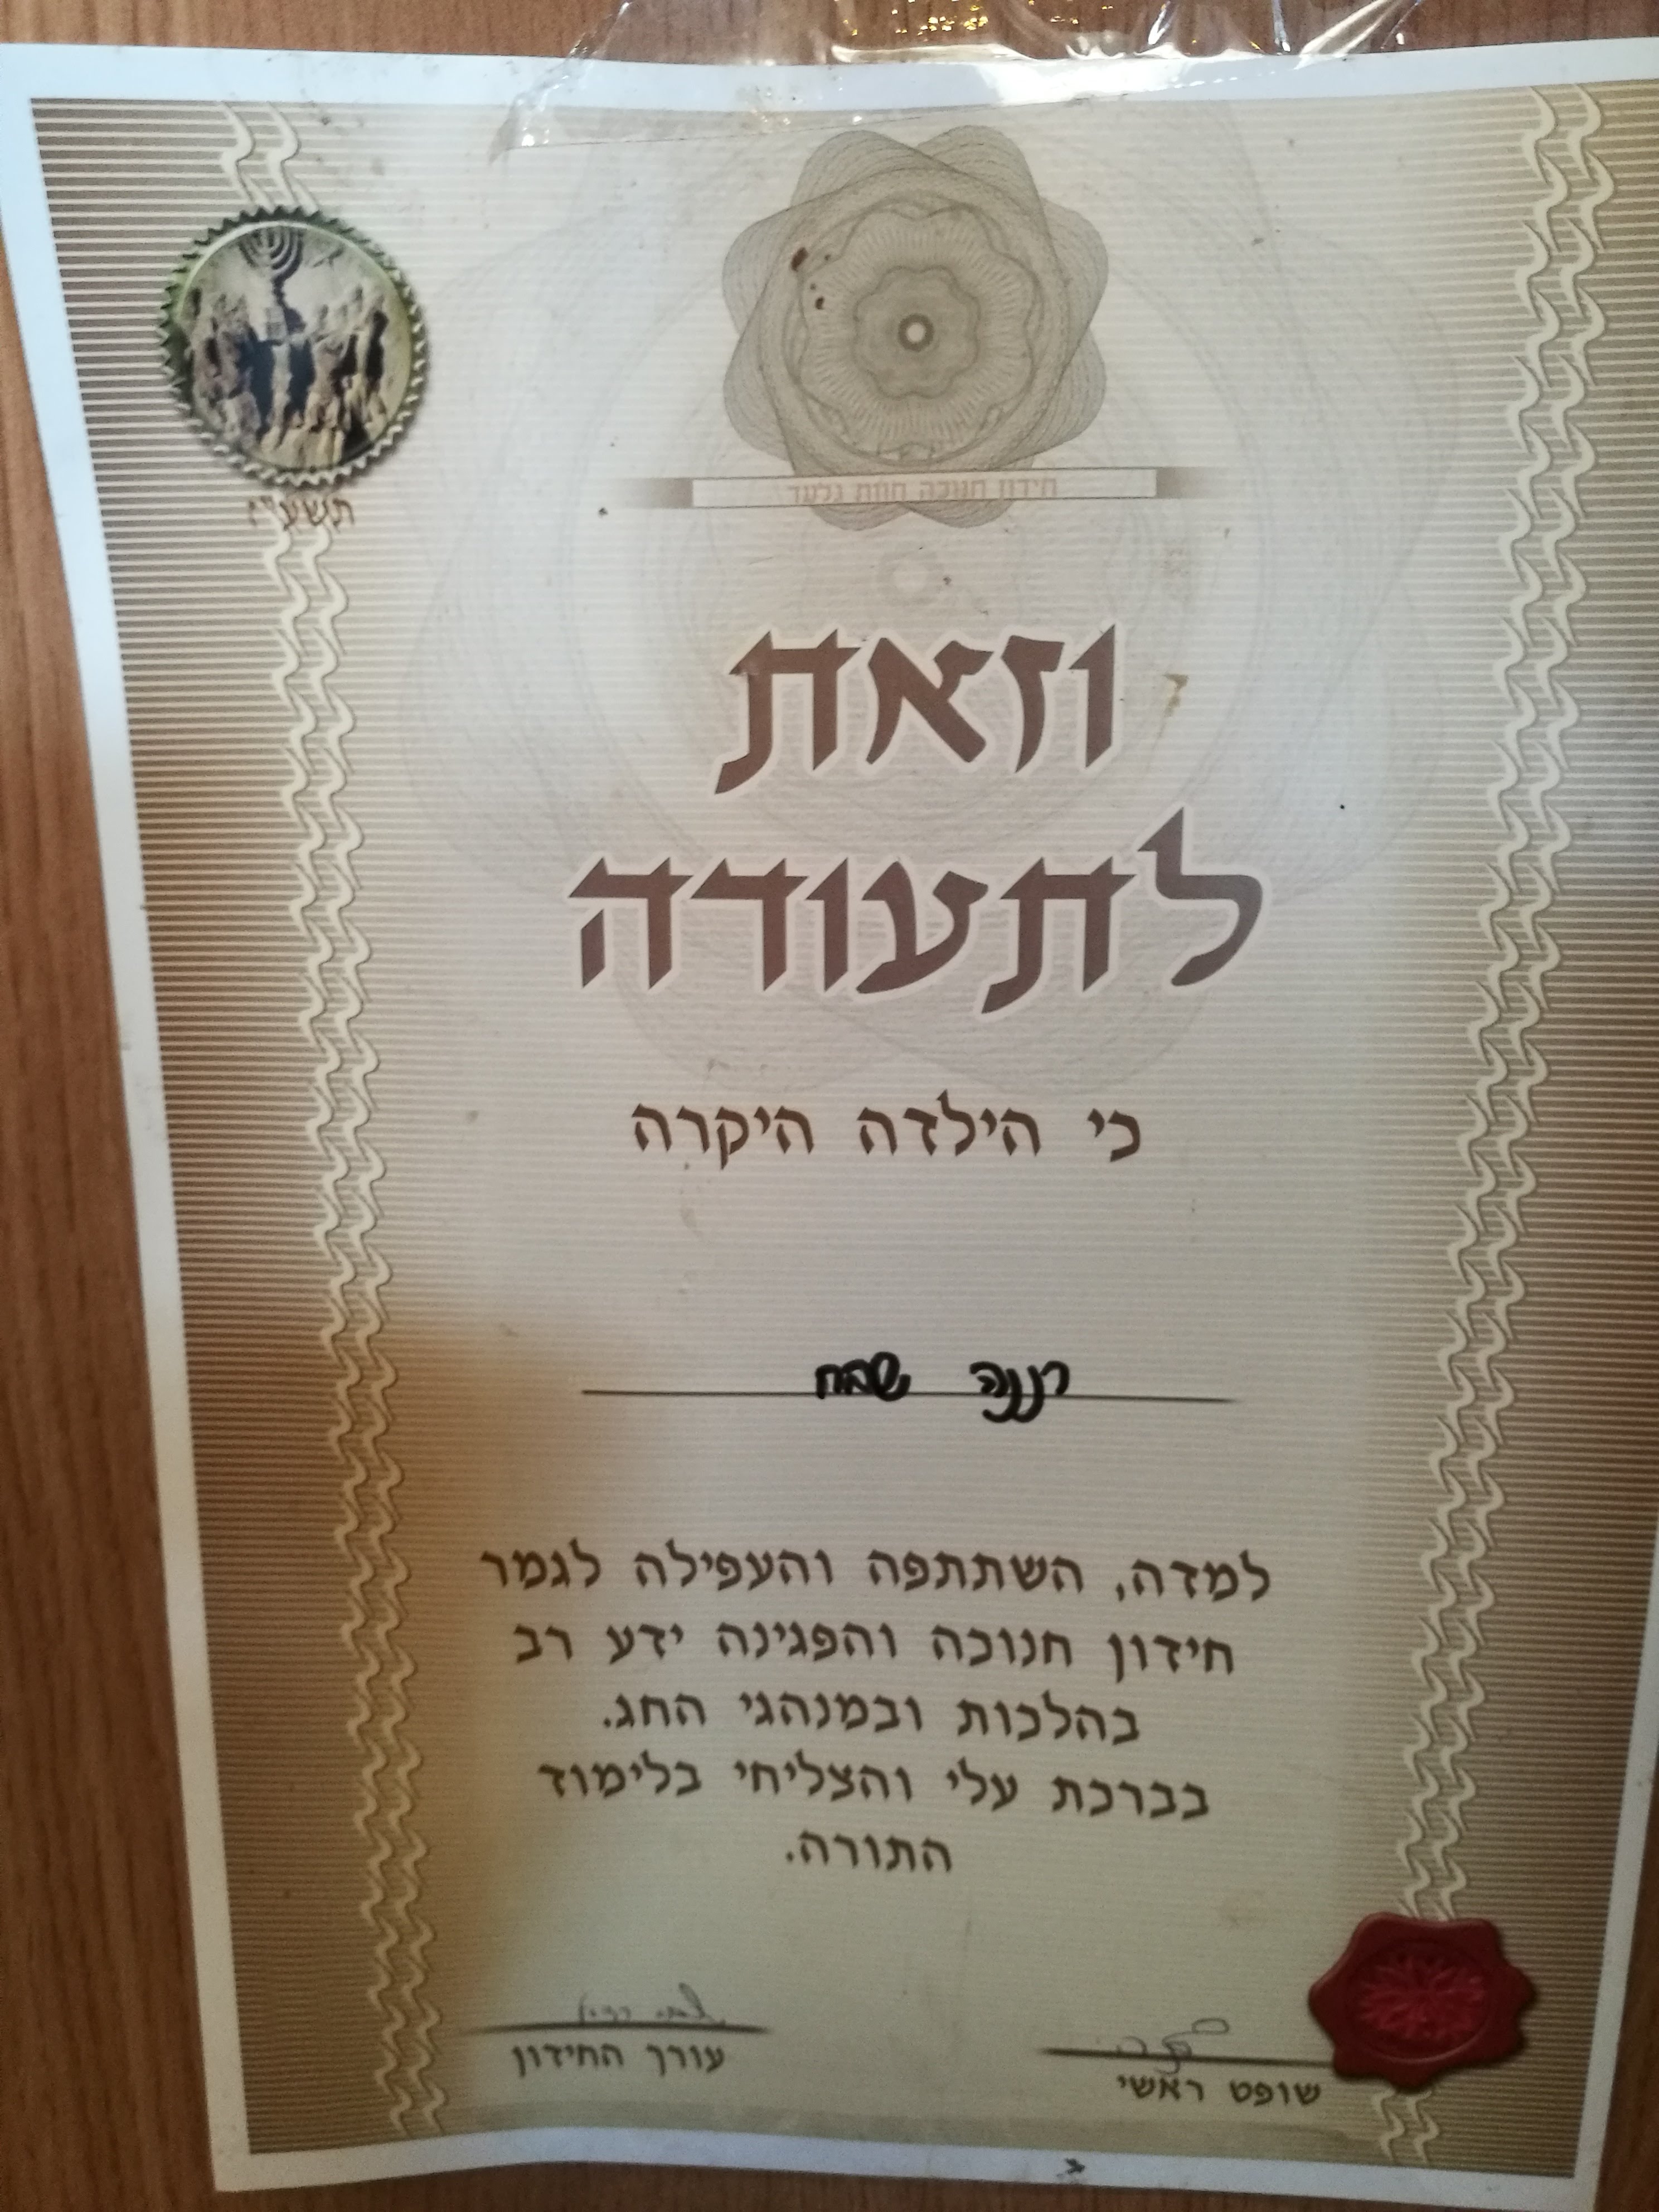 תשע"ז
חידון חנוכה חוות גלעד
וזאת
לתעודה
כי הילדה היקרה
רננה שבח
למדה, השתתפה והעפילה לגמר
חידון חנוכה והפגינה ידע רב
בהלכות ובמנהגי החג.
בברכת עלי והצליחי בלימוד
התורה.
שופט ראשי
עורך החידון